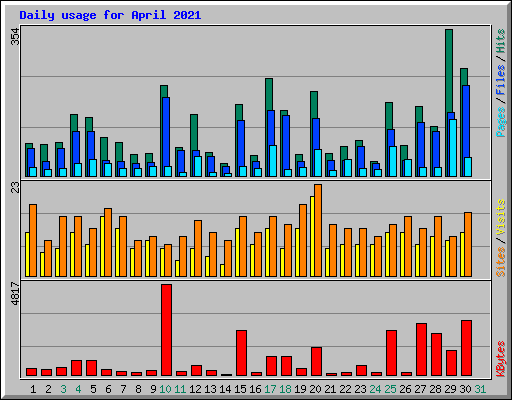 Daily usage for April 2021
354
23
4817
Pages / Files / Hits
Sites / Visits
KBytes
1 2 3 4 5 6 7 8 9 10 11 12 13 14 15 16 17 18 19 20 21 22 23 24 25 26 27 28 29 30 31